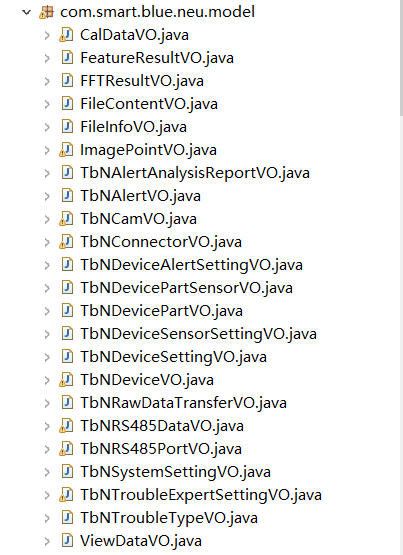 com.smart.blue.neu.model
CalDataVO.java
FeatureResultVO.java
FFTResultVO.java
FileContentVO.java
FileInfoVO.java
ImagePointVO.java
TbNAlertAnalysisReportVO.java
TbNAlertVO.java
TbNCamVO.java
TbNConnectorVO.java
TbNDeviceAlertSettingVO.java
TbNDevicePartSensorVO.java
TbNDevicePartVO.java
TbNDeviceSensorSettingVO.java
TbNDeviceSettingVO.java
TbNDeviceVO.java
TbNRawDataTransferVO.java
TbNRS485DataVO.java
TbNRS485PortVO.java
TbNSystemSettingVO.java
TbNTroubleExpertSettingVO.java
TbNTroubleTypeVO.java
ViewDataVO.java